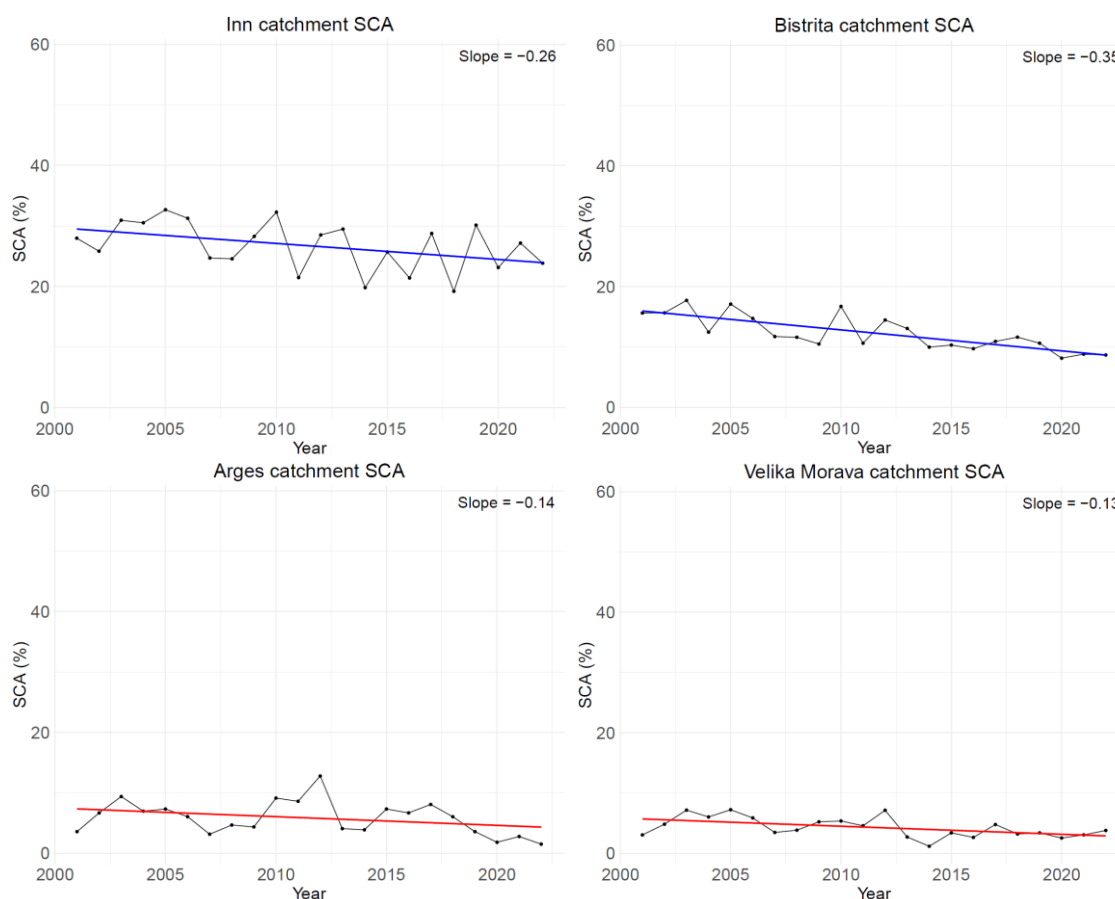 Inn catchment SCA
Slope = −0.26
60
40
20
0
SCA (%)
2000 2005 2010 2015 2020
Year
Bistrita catchment SCA
Slope = −0.35
60
40
20
0
SCA (%)
2000 2005 2010 2015 2020
Year
Arges catchment SCA
Slope = −0.14
60
40
20
0
SCA (%)
2000 2005 2010 2015 2020
Year
Velika Morava catchment SCA
Slope = −0.13
60
40
20
0
SCA (%)
2000 2005 2010 2015 2020
Year